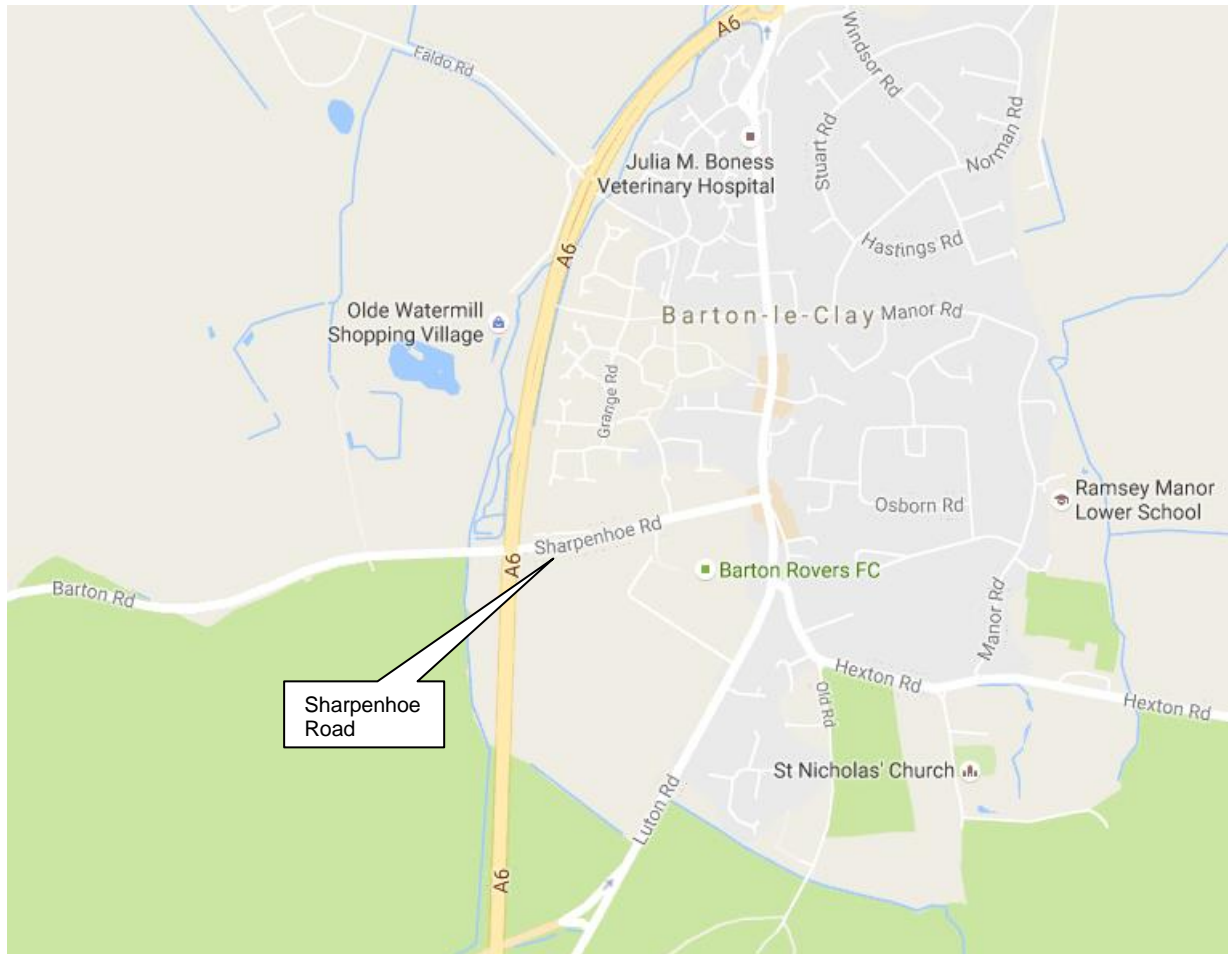 A6
Windsor Rd
Faldo Rd
Stuart Rd
Norman Rd
Julia M. Boness
Veterinary Hospital
Hastings Rd
A6
Olde Watermill
Shopping Village
Barton-le-Clay
Manor Rd
Grange Rd
Ramsey Manor
Lower School
Osborn Rd
Sharpenhoe Rd
A6
Barton Rovers FC
Barton Rd
Manor Rd
Hexton Rd
Old Rd
Hexton Rd
Sharpenhoe
Road
St Nicholas' Church
Luton Rd
A6